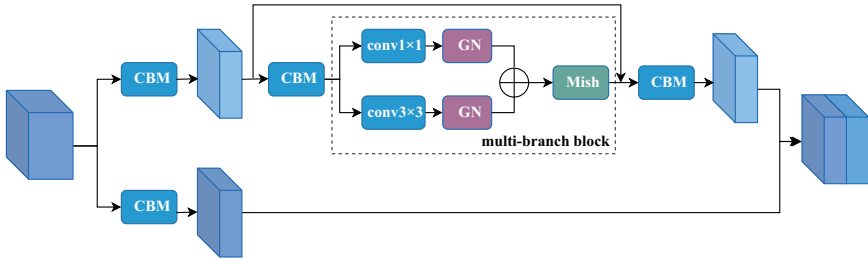 CBM
CBM
conv1×1
GN
conv3×3
GN
Mish
CBM
multi-branch block
CBM